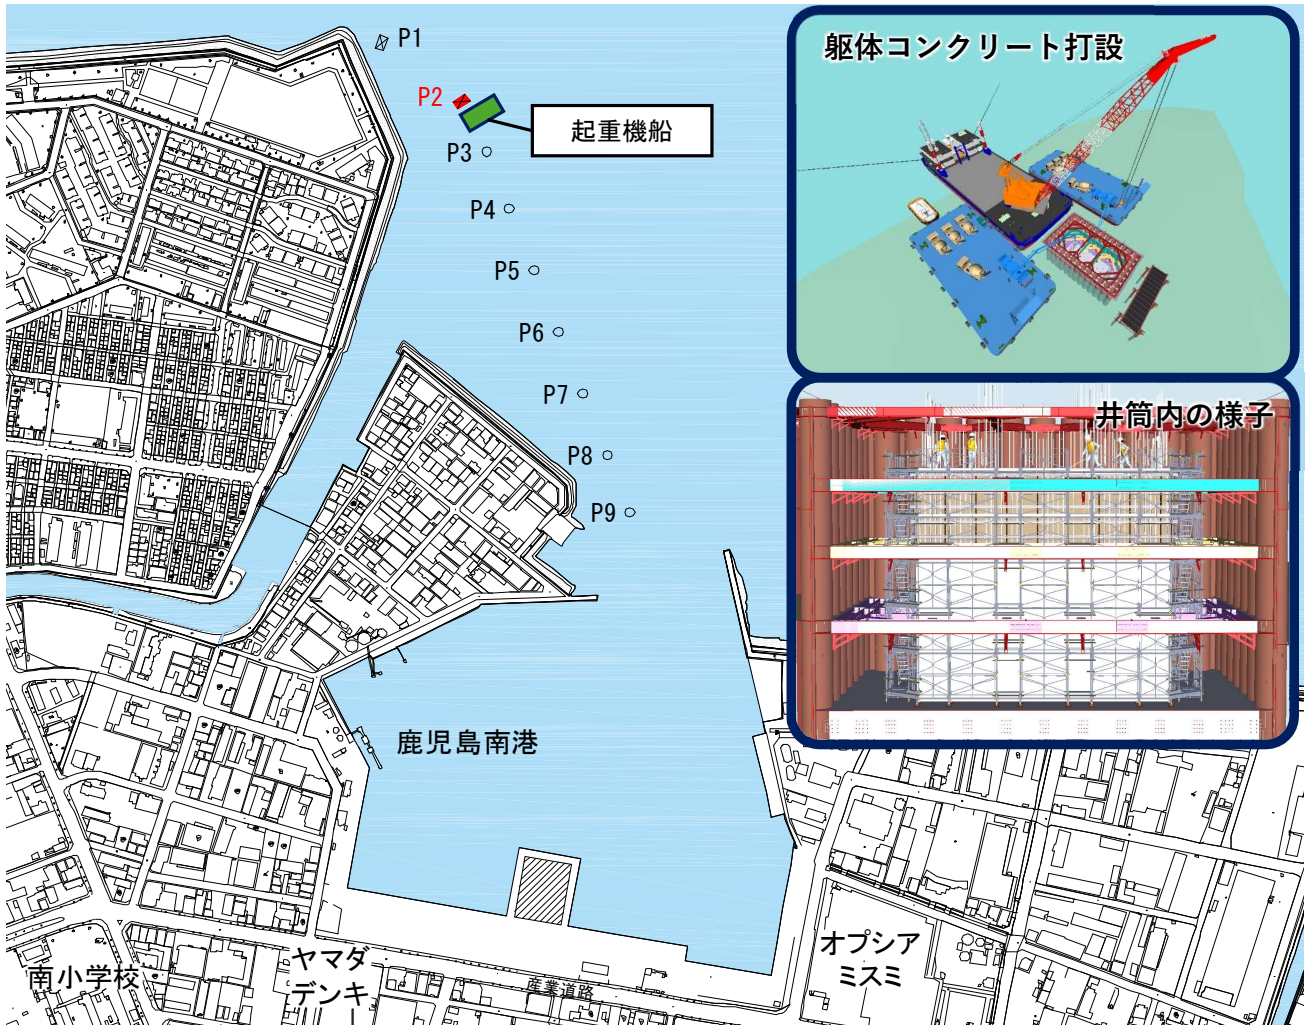 P1
P2
起重機船
P3
P4
P5
P6
P7
P8
P9
躯体コンクリート打設
井筒内の様子
鹿児島南港
南小学校
ヤマダ
デンキ
産業道路
オプシア
ミスミ